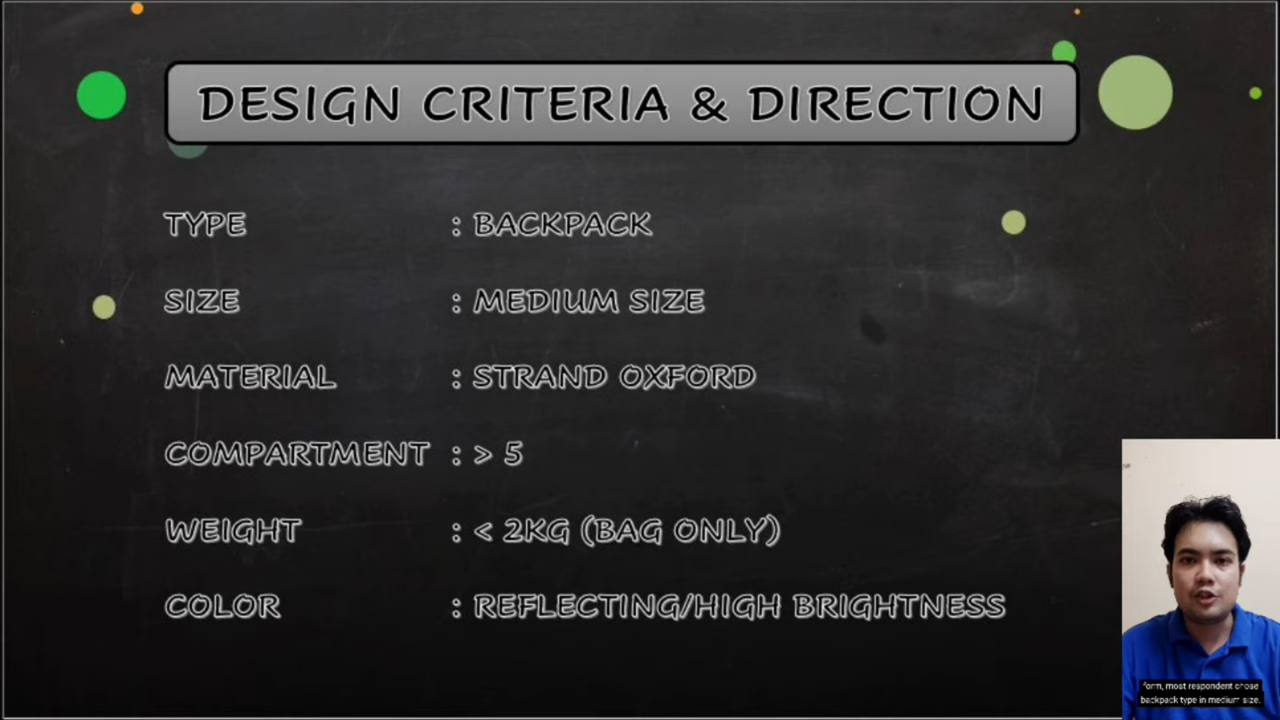 DESIGN CRITERIA & DIRECTION
TYPE : BACKPACK
SIZE : MEDIUM SIZE
MATERIAL : STRAND OXFORD
COMPARTMENT : > 5
WEIGHT : < 2KG (BAG ONLY)
COLOR : REFLECTING/HIGH BRIGHTNESS
form, most respondent chose
backpack type in medium size.